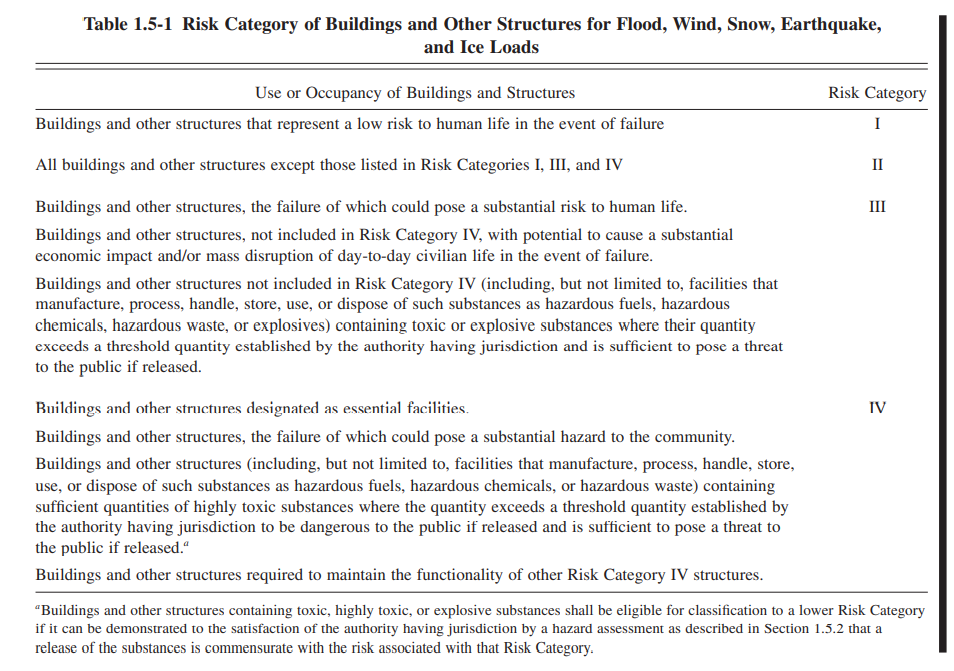 Table 1.5-1 Risk Category of Buildings and Other Structures for Flood, Wind, Snow, Earthquake,
and Ice Loads
Use or Occupancy of Buildings and Structures Risk Category
Buildings and other structures that represent a low risk to human life in the event of failure I
All buildings and other structures except those listed in Risk Categories I, III, and IV II
Buildings and other structures, the failure of which could pose a substantial risk to human life. III
Buildings and other structures, not included in Risk Category IV, with potential to cause a substantial
economic impact and/or mass disruption of day-to-day civilian life in the event of failure.
Buildings and other structures not included in Risk Category IV (including, but not limited to, facilities that
manufacture, process, handle, store, use, or dispose of such substances as hazardous fuels, hazardous
chemicals, hazardous waste, or explosives) containing toxic or explosive substances where their quantity
exceeds a threshold quantity established by the authority having jurisdiction and is sufficient to pose a threat
to the public if released.
Buildings and other structures designated as essential facilities. IV
Buildings and other structures, the failure of which could pose a substantial hazard to the community.
Buildings and other structures (including, but not limited to, facilities that manufacture, process, handle, store,
use, or dispose of such substances as hazardous fuels, hazardous chemicals, or hazardous waste) containing
sufficient quantities of highly toxic substances where the quantity exceeds a threshold quantity established by
the authority having jurisdiction to be dangerous to the public if released and is sufficient to pose a threat to
the public if released.a
Buildings and other structures required to maintain the functionality of other Risk Category IV structures.
aBuildings and other structures containing toxic, highly toxic, or explosive substances shall be eligible for classification to a lower Risk Category
if it can be demonstrated to the satisfaction of the authority having jurisdiction by a hazard assessment as described in Section 1.5.2 that a
release of the substances is commensurate with the risk associated with that Risk Category.